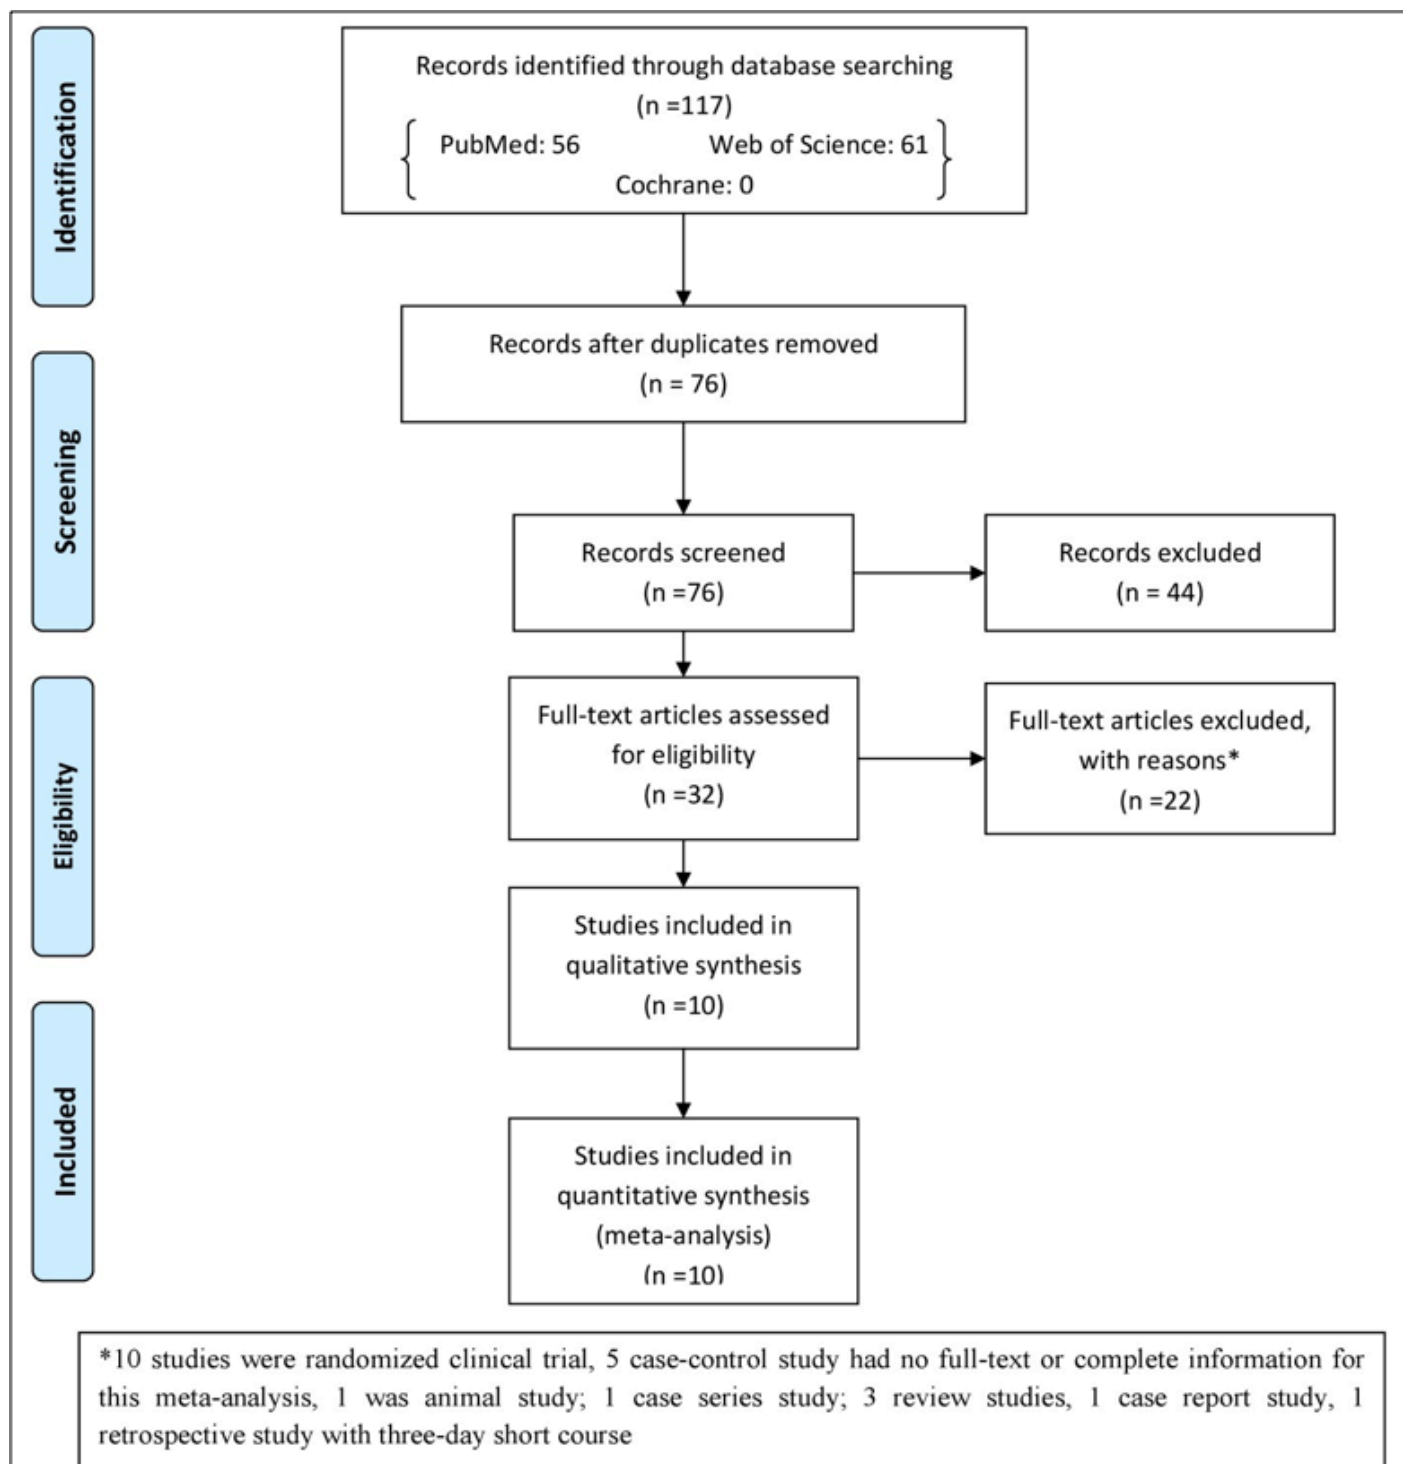 Identification
Records identified through database searching
(n =117)
PubMed: 56 Web of Science: 61
Cochrane: 0
Records after duplicates removed
(n = 76)
Screening
Records screened
(n =76)
Records excluded
(n = 44)
Eligibility
Full-text articles assessed
for eligibility
(n =32)
Full-text articles excluded,
with reasons*
(n =22)
Studies included in
qualitative synthesis
(n =10)
Included
Studies included in
quantitative synthesis
(meta-analysis)
(n =10)
*10 studies were randomized clinical trial, 5 case-control study had no full-text or complete information for
this meta-analysis, 1 was animal study; 1 case series study; 3 review studies, 1 case report study, 1
retrospective study with three-day short course